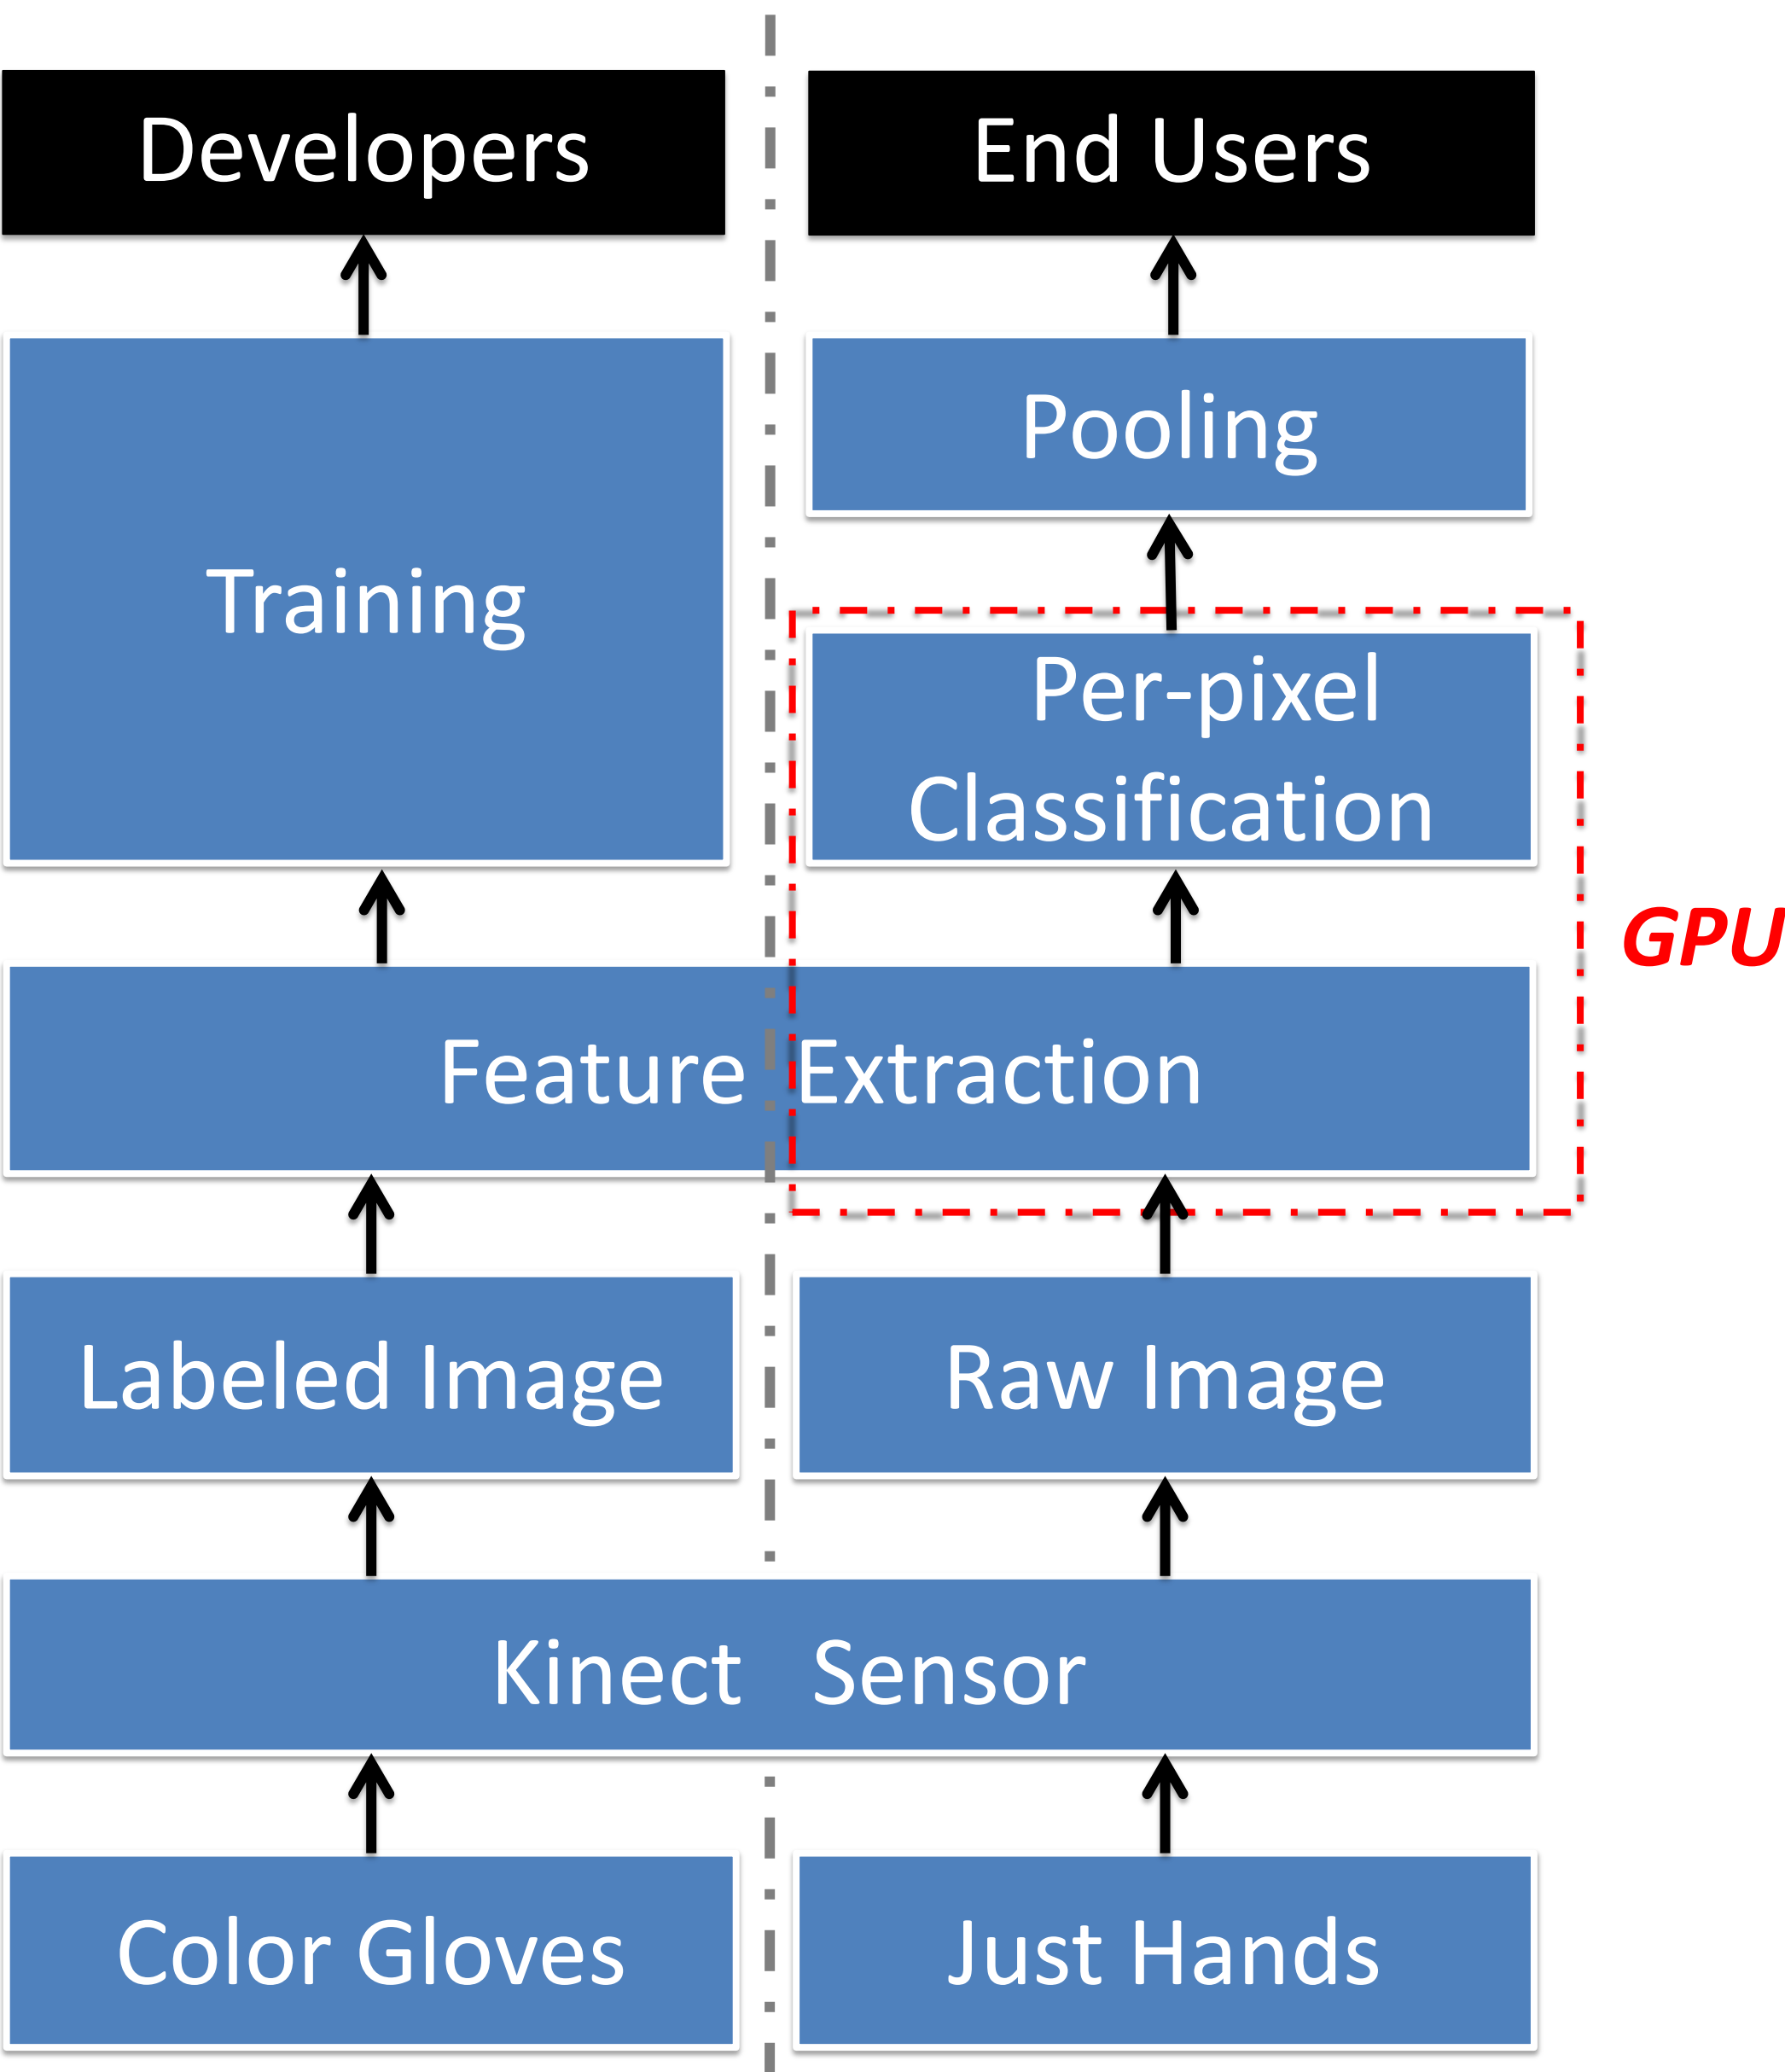 Developers
End Users
Pooling
Training
Per-pixel
Classification
GPU
Feature Extraction
Labeled Image
Raw Image
Kinect Sensor
Color Gloves
Just Hands